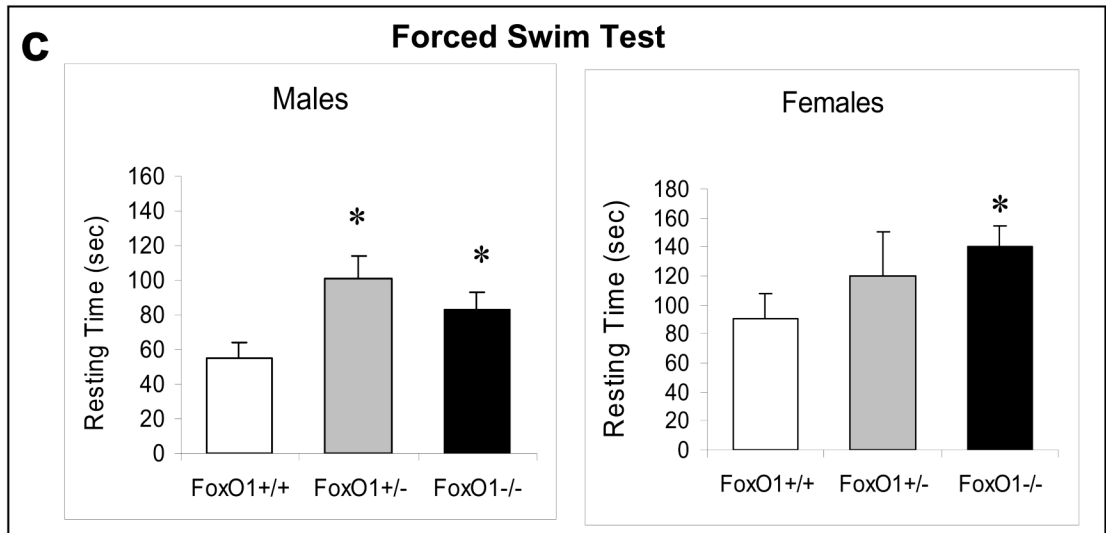 c
Forced Swim Test
Males
Resting Time (sec)
160
140
120
100
80
60
40
20
0
*
*
FoxO1+/+ FoxO1+/- FoxO1-/-
Females
Resting Time (sec)
180
160
140
120
100
80
60
40
20
0
*
FoxO1+/+ FoxO1+/- FoxO1-/-